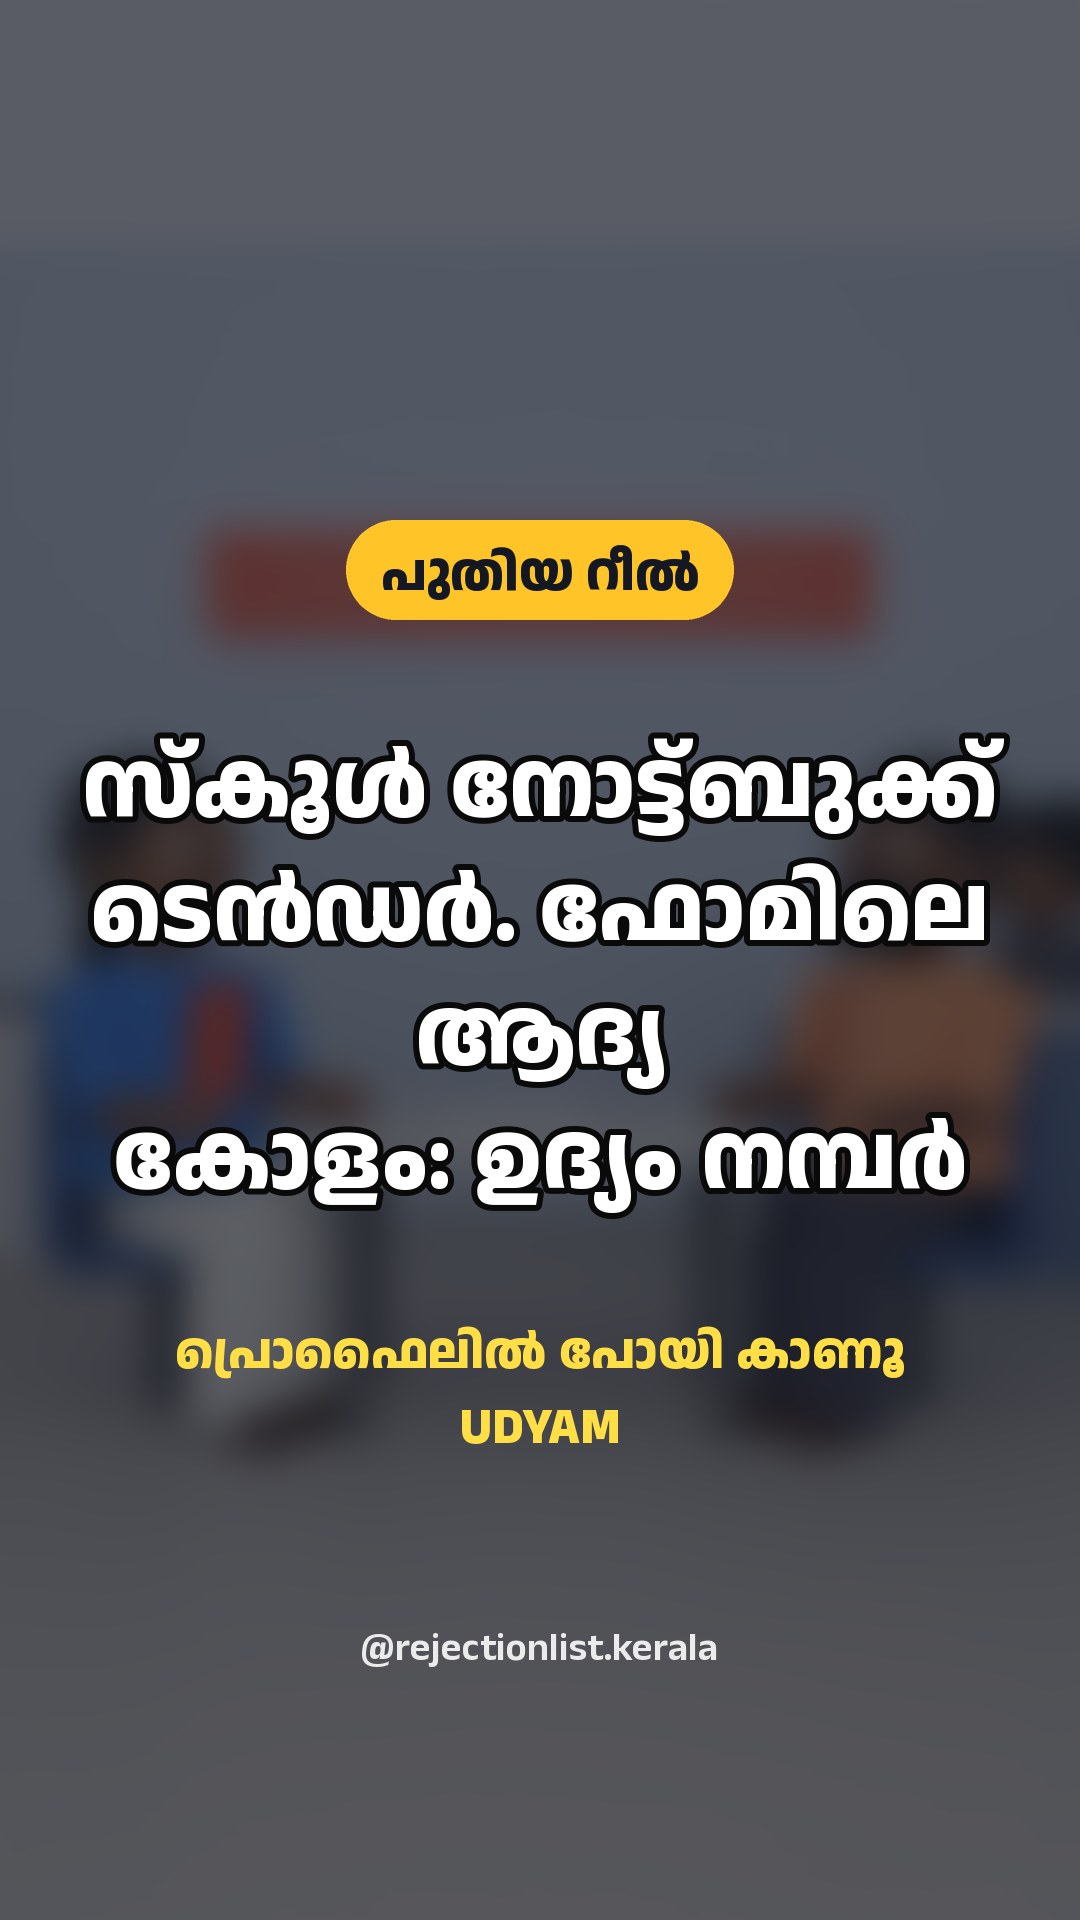 പുതിയ റീൽ
സ്കൂൾ നോട്ട്ബുക്ക്
ടെൻഡർ. ഫോമിലെ
ആദ്യ
കോളം: ഉദ്യം നമ്പർ
പ്രൊഫൈലിൽ പോയി കാണൂ
UDYAM
@rejectionlist.kerala